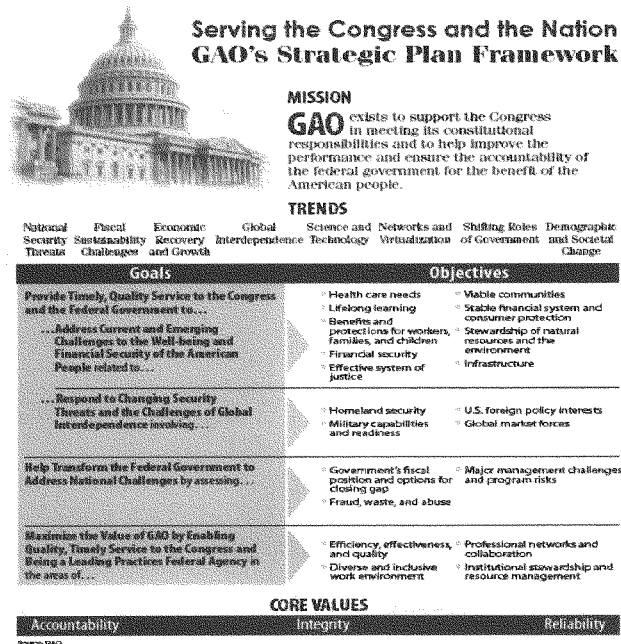 Serving the Congress and the Nation
GAO's Strategic Plan Framework
MISSION
GAO exists to support the Congress
in meeting its constitutional
responsibilities and to help improve the
performance and ensure the accountability of
the federal government for the benefit of the
American people.
TRENDS
National Security Threats
Fiscal Sustainability Challenges
Economic Recovery and Growth
Global Interdependence
Science and Technology
Networks and Virtualization
Shifting Roles of Government
Demographic and Societal Change
Goals
Objectives
Provide Timely, Quality Service to the Congress
and the Federal Government to...
...Address Current and Emerging
Challenges to the Well-being and
Financial Security of the American
People related to...
Health care needs
Lifelong learning
Benefits and
protections for workers,
families, and children
Financial security
Effective system of
justice
Viable communities
Stable financial system and
consumer protection
Stewardship of natural
resources and the
environment
Infrastructure
...Respond to Changing Security
Threats and the Challenges of Global
Interdependence involving...
Homeland security
Military capabilities
and readiness
U.S. foreign policy interests
Global market forces
Help Transform the Federal Government to
Address National Challenges by assessing...
Government's fiscal
position and options for
closing gap
Fraud, waste, and abuse
Major management challenges
and program risks
Maximize the Value of GAO by Enabling
Quality, Timely Service to the Congress and
Being a Leading Practices Federal Agency in
the areas of...
Efficiency, effectiveness,
and quality
Diverse and inclusive
work environment
Professional networks and
collaboration
Institutional stewardship and
resource management
CORE VALUES
Accountability
Integrity
Reliability
Source: GAO.